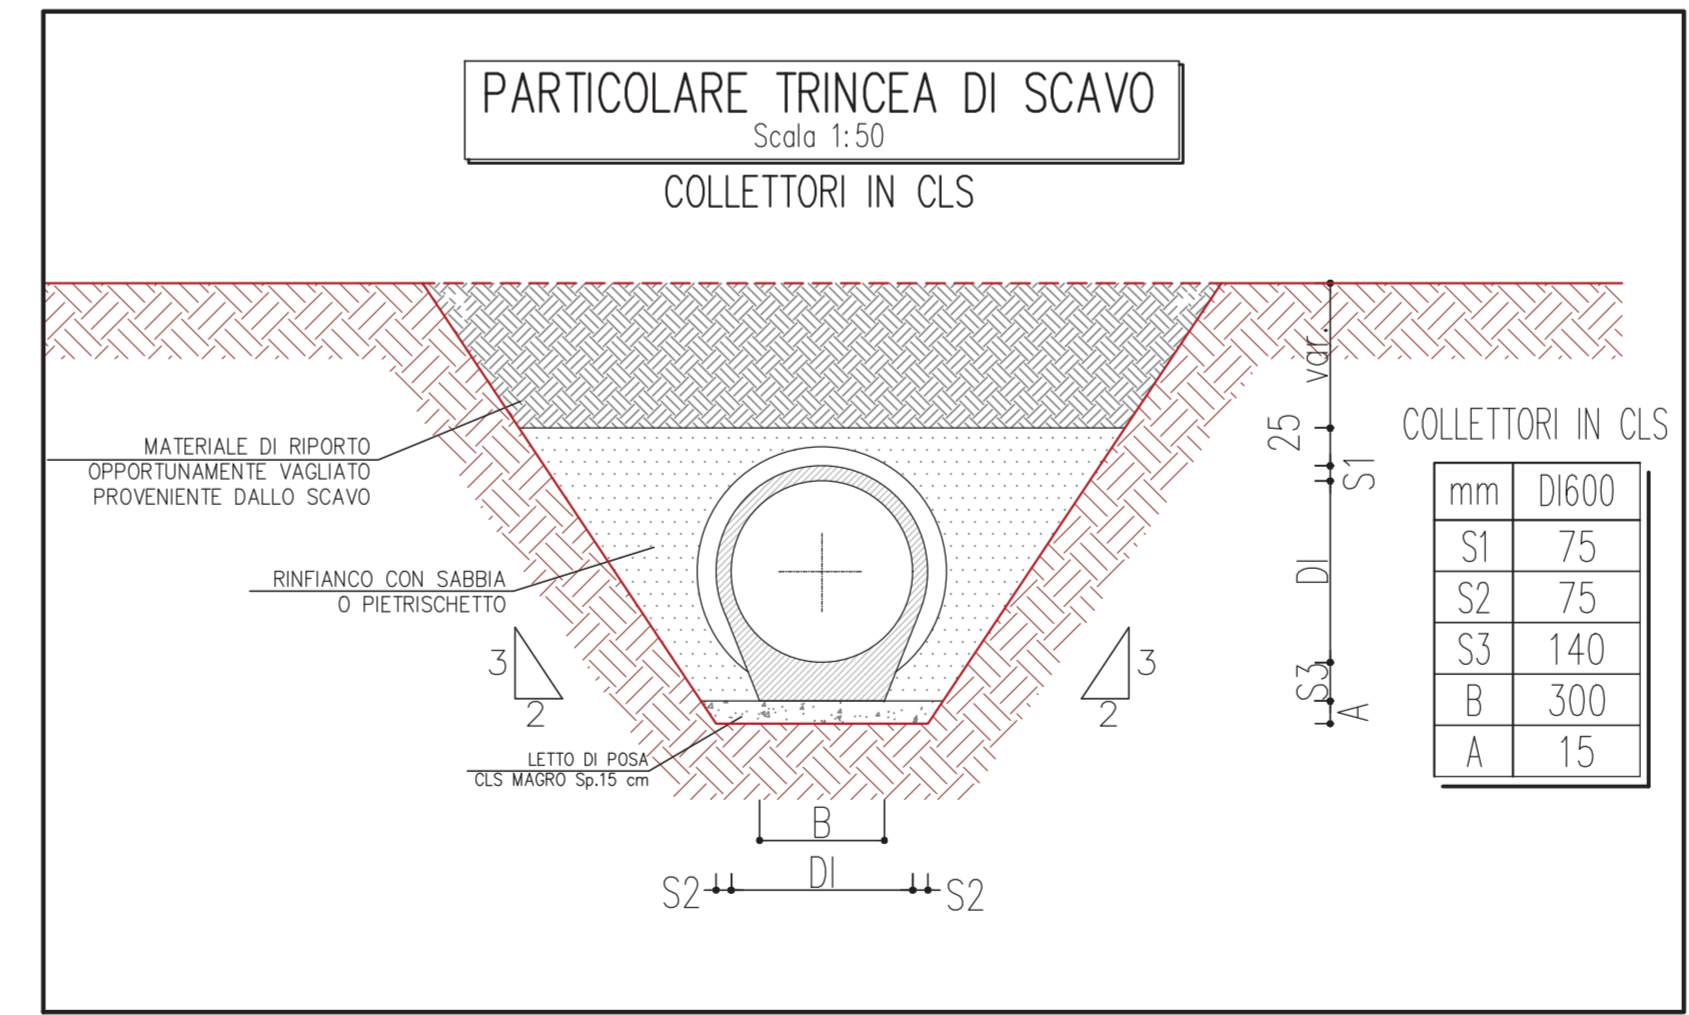 PARTICOLARE TRINCEA DI SCAVO
Scala 1:50
COLLETTORI IN CLS
var.
25
S1
DI
S3
A
MATERIALE DI RIPORTO
OPPORTUNAMENTE VAGLIATO
PROVENIENTE DALLO SCAVO
RINFIANCO CON SABBIA
O PIETRISCHETTO
3
2
3
2
LETTO DI POSA
CLS MAGRO Sp.15 cm
B
DI
S2
S2
COLLETTORI IN CLS
mm DI600
S1 75
S2 75
S3 140
B 300
A 15